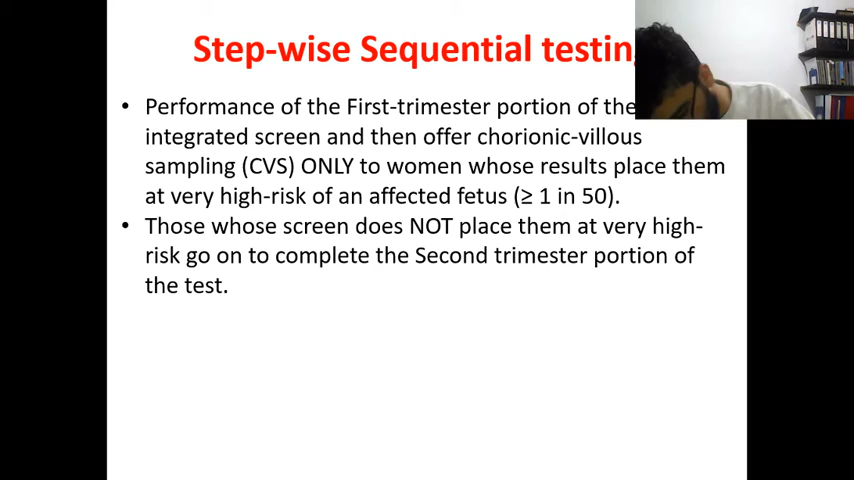 Step-wise Sequential testing
• Performance of the First-trimester portion of the
integrated screen and then offer chorionic-villous
sampling (CVS) ONLY to women whose results place them
at very high-risk of an affected fetus (≥ 1 in 50).
• Those whose screen does NOT place them at very high-
risk go on to complete the Second trimester portion of
the test.